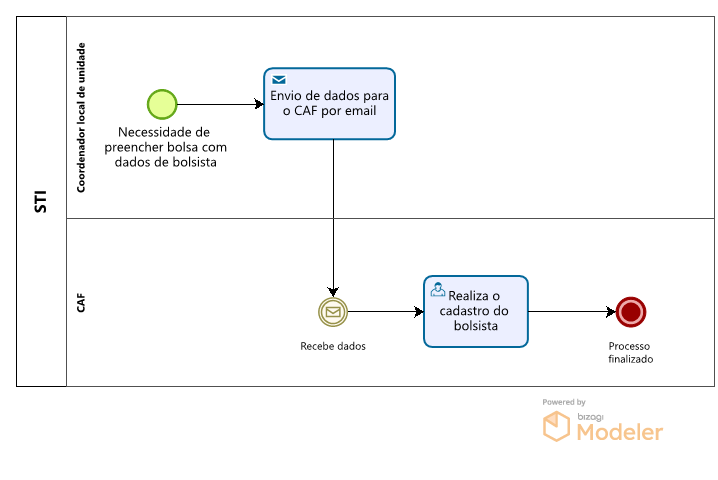 STI
Coordenador local de unidade
Necessidade de
preencher bolsa com
dados de bolsista
Envio de dados para
o CAF por email
CAF
Recebe dados
Realiza o
cadastro do
bolsista
Processo
finalizado
Powered by
bizagi
Modeler